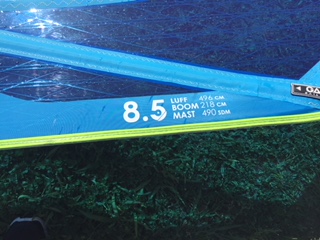 8.5
LUFF 496 CM
BOOM 218 CM
MAST 490 SDM